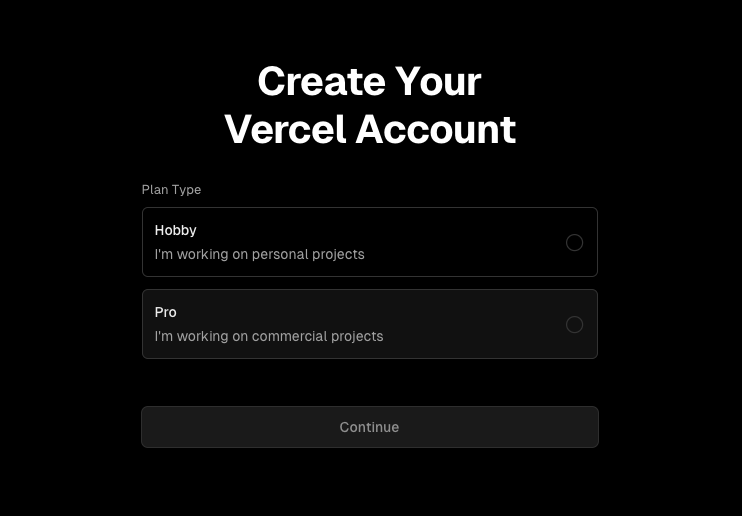 Create Your
Vercel Account
Plan Type
Hobby
I'm working on personal projects
Pro
I'm working on commercial projects
Continue